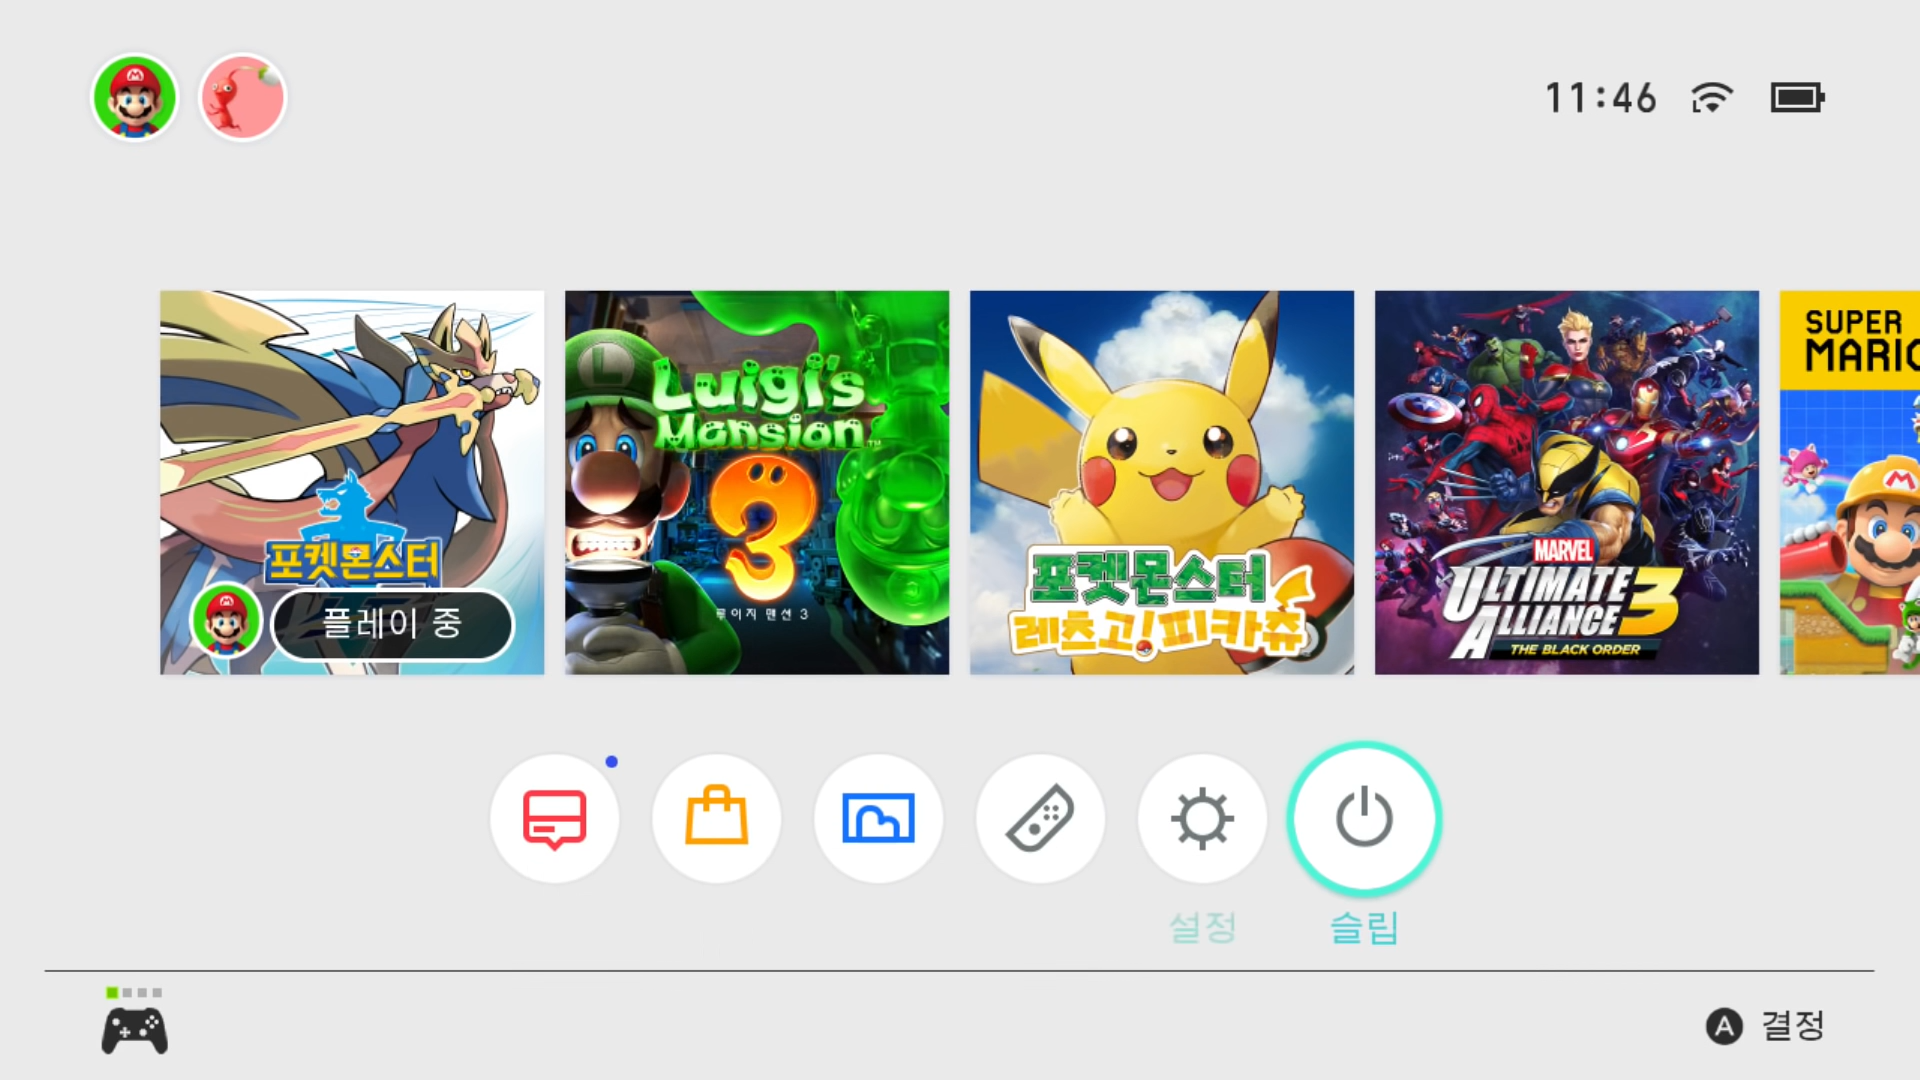 11:46
포켓몬스터
플레이 중
Luigi's
Mansion™
3
루이지 맨션 3
포켓몬스터
레츠고!피카츄
MARVEL
ULTIMATE
ALLIANCE 3
THE BLACK ORDER
SUPER
MARIO
설정
슬립
A 결정